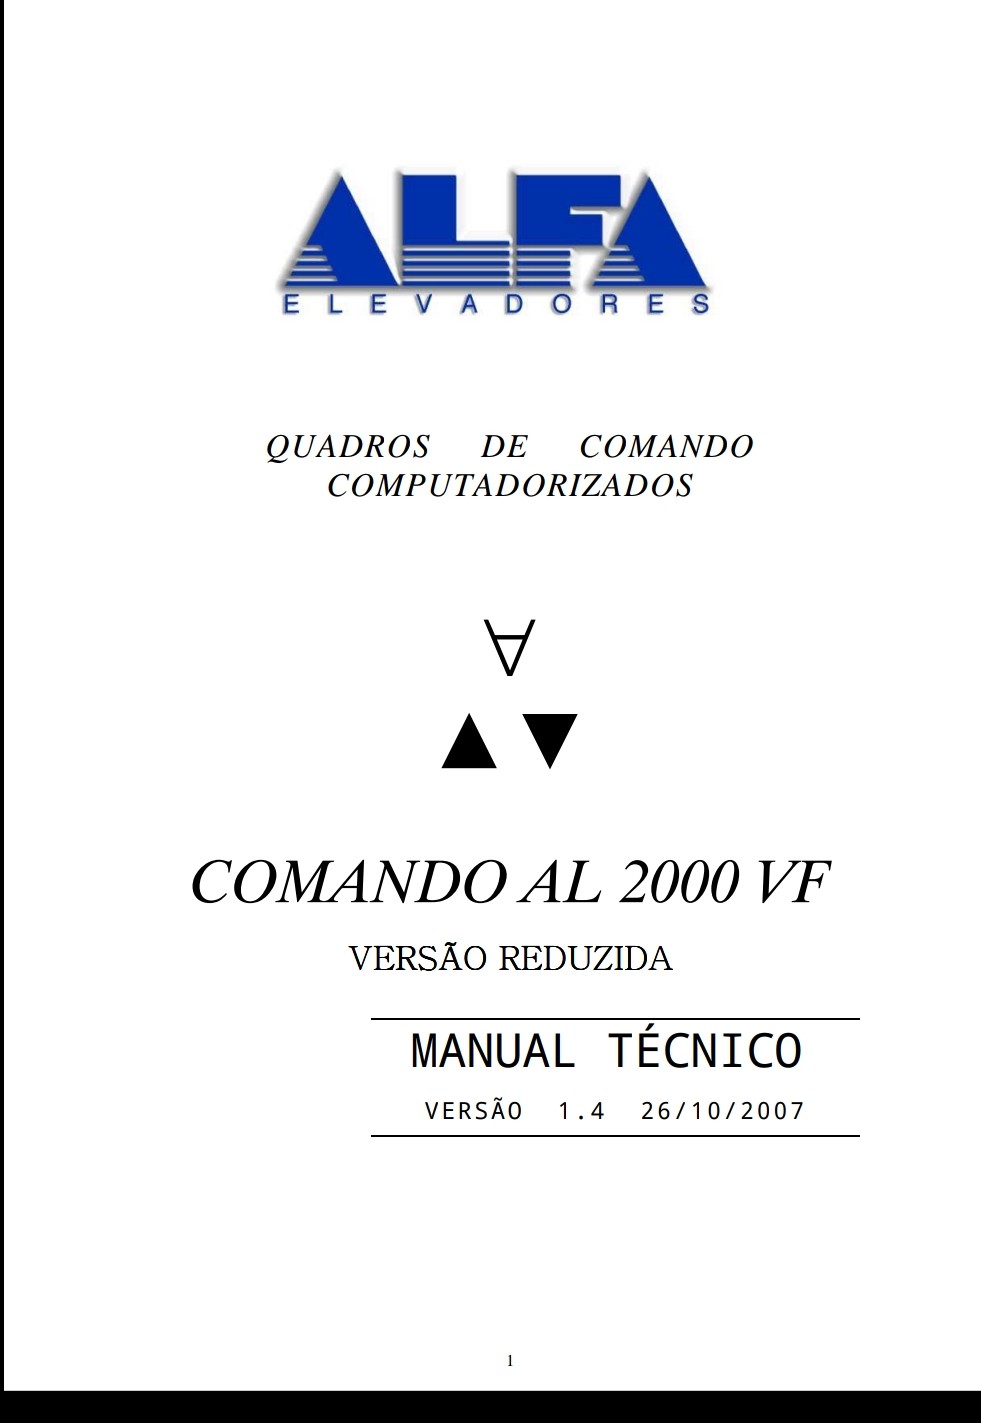 ALFA
ELEVADORES
QUADROS DE COMANDO
COMPUTADORIZADOS
∀
▲▼
COMANDO AL 2000 VF
VERSÃO REDUZIDA
MANUAL TÉCNICO
VERSÃO 1.4 26/10/2007
1